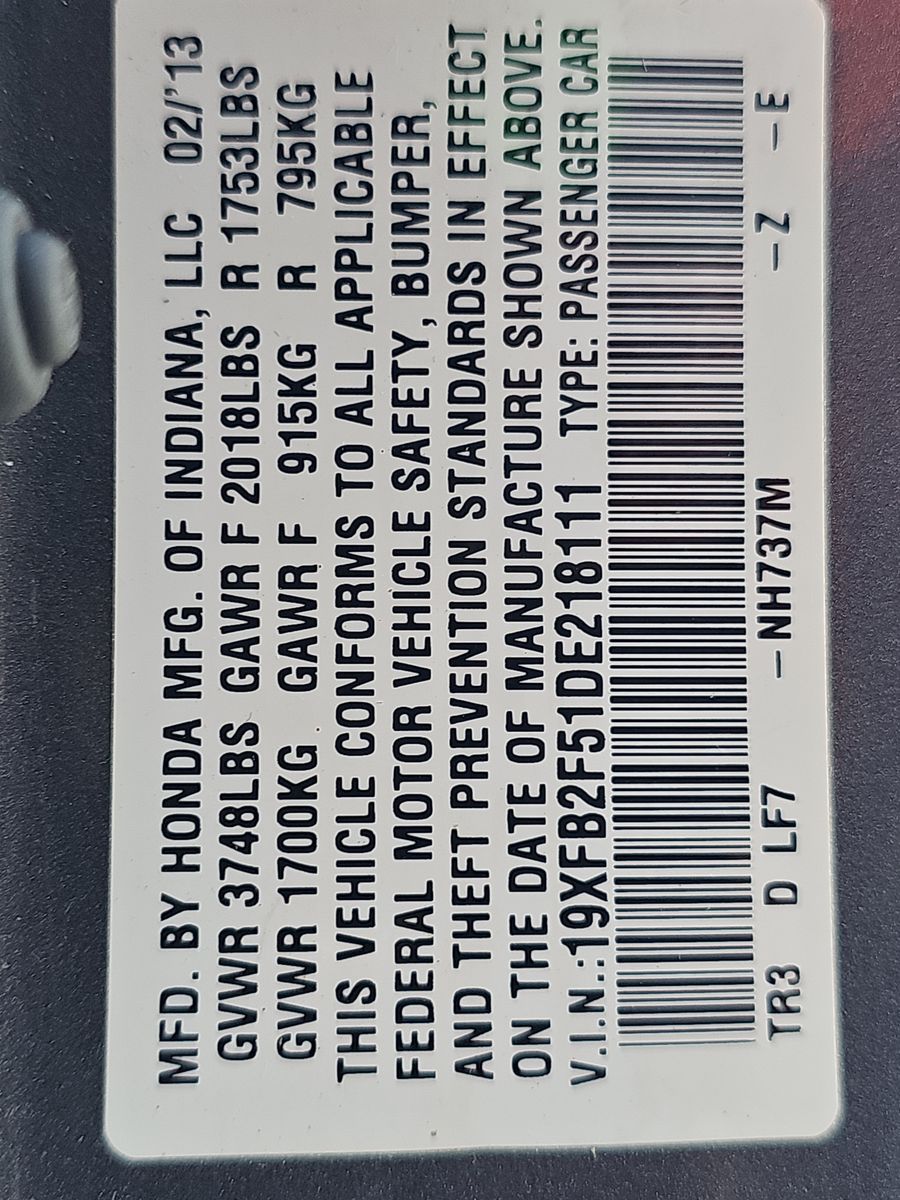 MFD. BY HONDA MFG. OF INDIANA, LLC 02/'13
GVWR 3748LBS GAWR F 2018LBS R 1753LBS
GVWR 1700KG GAWR F 915KG R 795KG
THIS VEHICLE CONFORMS TO ALL APPLICABLE
FEDERAL MOTOR VEHICLE SAFETY, BUMPER,
AND THEFT PREVENTION STANDARDS IN EFFECT
ON THE DATE OF MANUFACTURE SHOWN ABOVE.
V.I.N.:19XFB2F51DE218111 TYPE: PASSENGER CAR
TR3 D LF7 – NH737M – Z – E